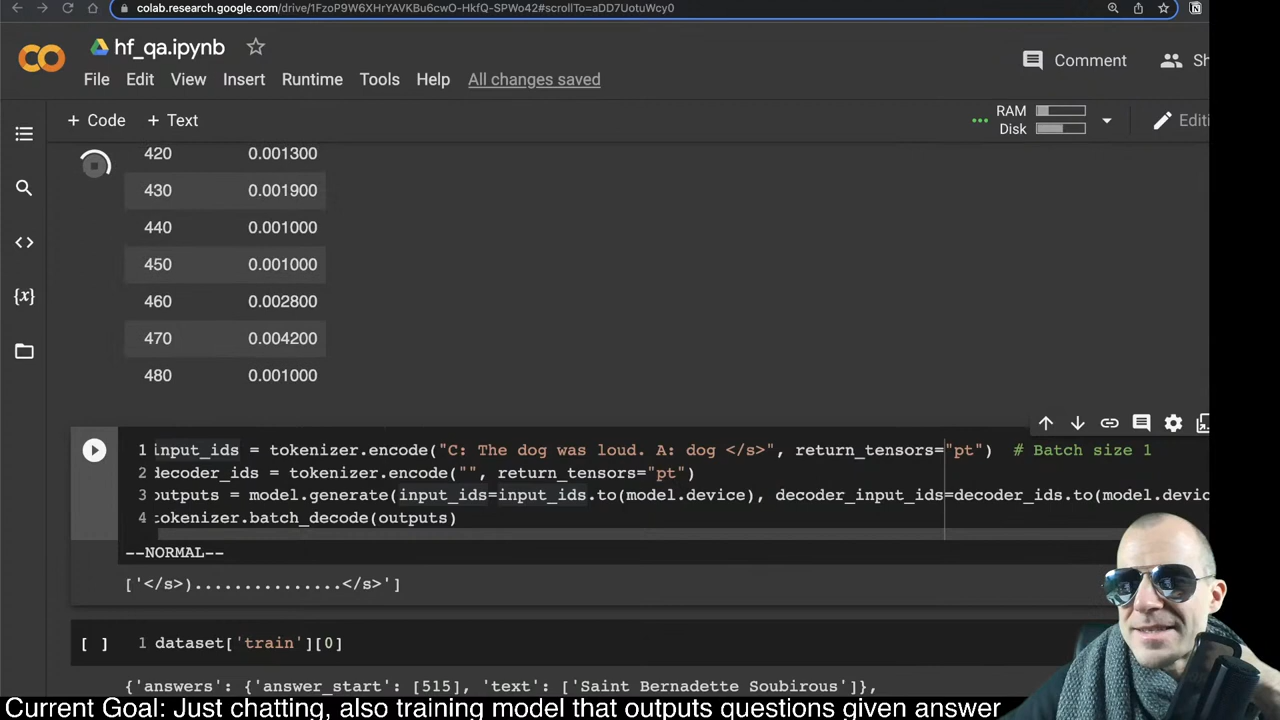 colab.research.google.com/drive/1FzoP9W6XHrYAVKBu6cwO-HkfQ-SPWo42#scrollTo=aDD7UotuWcy0
hf_qa.ipynb
Comment
Sh
File Edit View Insert Runtime Tools Help All changes saved
+ Code + Text
RAM
Disk
Editi
420 0.001300
430 0.001900
440 0.001000
450 0.001000
460 0.002800
470 0.004200
480 0.001000
1 input_ids = tokenizer.encode("C: The dog was loud. A: dog </s>", return_tensors="pt") # Batch size 1
2 decoder_ids = tokenizer.encode("", return_tensors="pt")
3 outputs = model.generate(input_ids=input_ids.to(model.device), decoder_input_ids=decoder_ids.to(model.devic
4 tokenizer.batch_decode(outputs)
--NORMAL--
['</s>)...............</s>']
[ ] 1 dataset['train'][0]
{'answers': {'answer_start': [515], 'text': ['Saint Bernadette Soubirous']},
Current Goal: Just chatting, also training model that outputs questions given answer